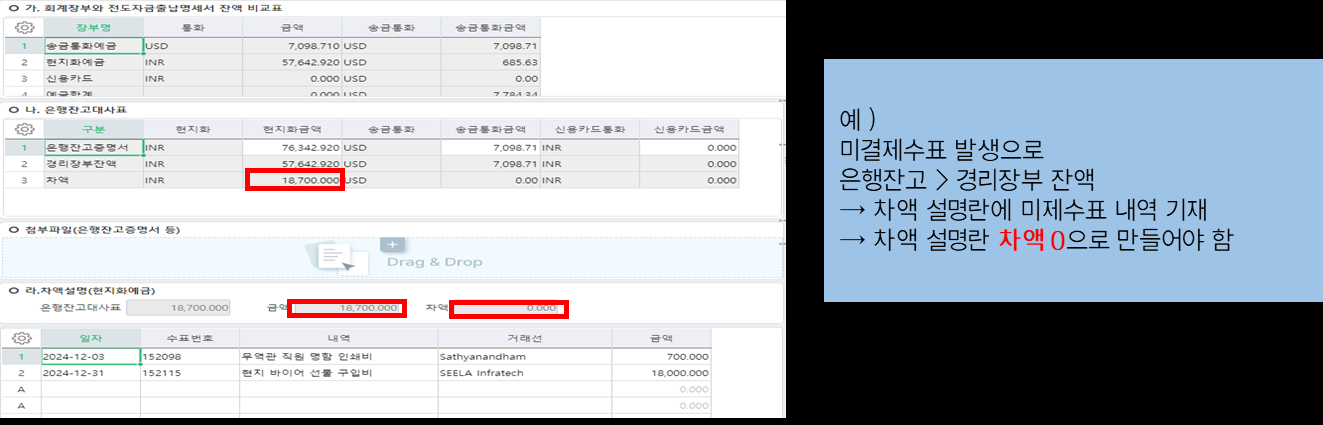 가. 회계장부와 전도자금출납명세서 잔액 비교표
장부명 통화 금액 송금통화 송금통화금액
1 송금통화예금 USD 7,098.710 USD 7,098.71
2 현지화예금 INR 57,642.920 USD 685.63
3 신용카드 INR 0.000 USD 0.00
4 예금합계 0.000 USD 7,784.34
나. 은행잔고대사표
구분 현지화 현지화금액 송금통화 송금통화금액 신용카드통화 신용카드금액
1 은행잔고증명서 INR 76,342.920 USD 7,098.71 INR 0.000
2 경리장부잔액 INR 57,642.920 USD 7,098.71 INR 0.000
3 차액 INR 18,700.000 USD 0.00 INR 0.000
첨부파일(은행잔고증명서 등)
Drag & Drop
라.차액설명(현지화예금)
은행잔고대사표 18,700.000 금액 18,700.000 차액 0.000
일자 수표번호 내역 거래선 금액
1 2024-12-03 152098 무역관 직원 명함 인쇄비 Sathyanandham 700.000
2 2024-12-31 152115 현지 바이어 선물 구입비 SEELA Infratech 18,000.000
A 0.000
A 0.000
예 )
미결제수표 발생으로
은행잔고 > 경리장부 잔액
→ 차액 설명란에 미제수표 내역 기재
→ 차액 설명란 차액 0으로 만들어야 함